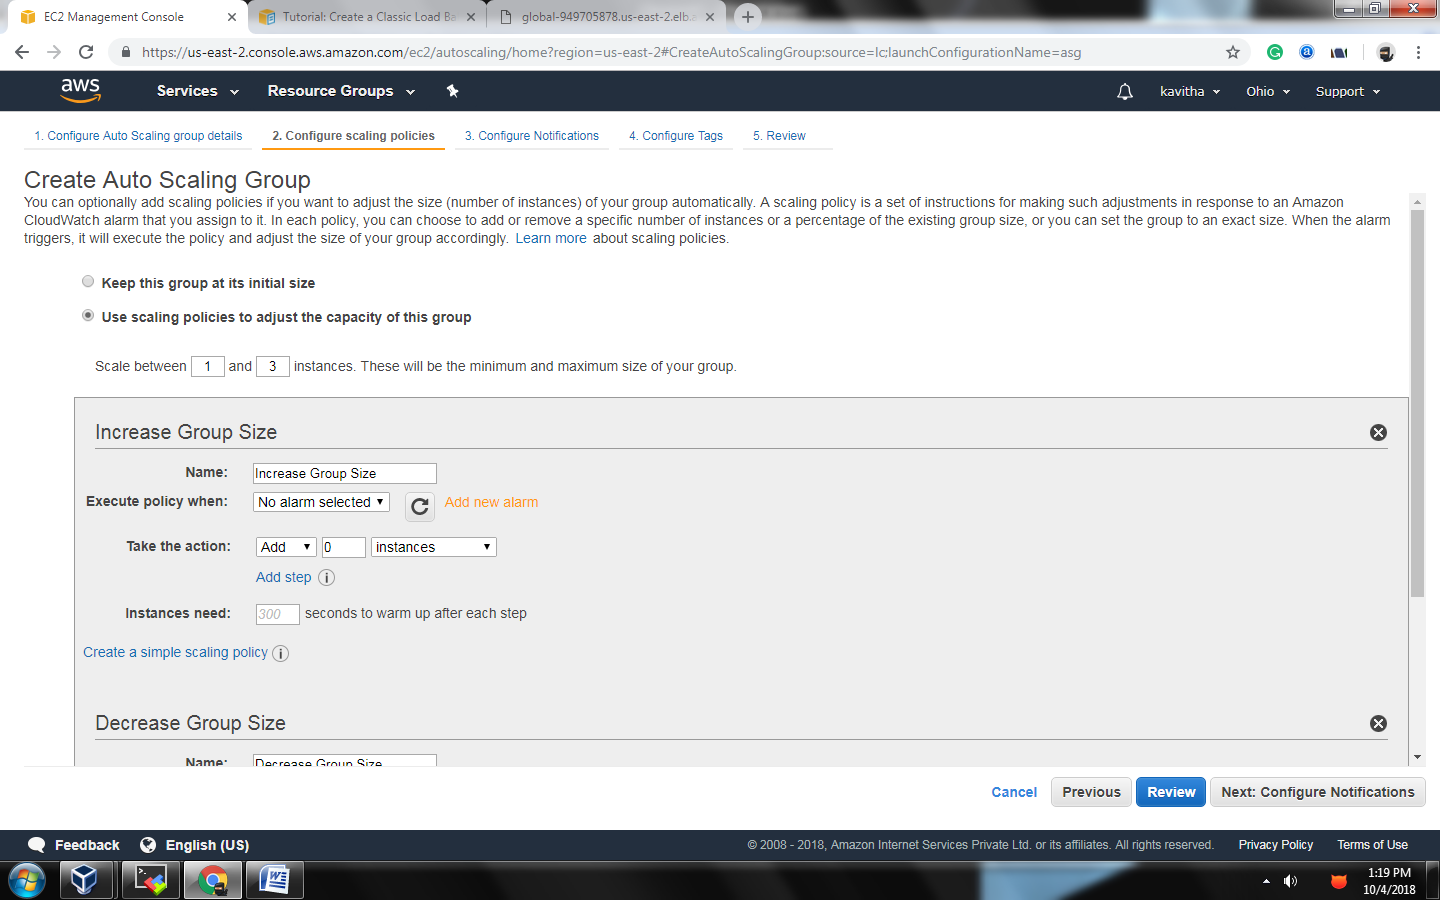 EC2 Management Console
Tutorial: Create a Classic Load Ba
global-949705878.us-east-2.elb.a
https://us-east-2.console.aws.amazon.com/ec2/autoscaling/home?region=us-east-2#CreateAutoScalingGroup:source=lc;launchConfigurationName=asg
aws
Services
Resource Groups
kavitha
Ohio
Support
1. Configure Auto Scaling group details
2. Configure scaling policies
3. Configure Notifications
4. Configure Tags
5. Review
Create Auto Scaling Group
You can optionally add scaling policies if you want to adjust the size (number of instances) of your group automatically. A scaling policy is a set of instructions for making such adjustments in response to an Amazon
CloudWatch alarm that you assign to it. In each policy, you can choose to add or remove a specific number of instances or a percentage of the existing group size, or you can set the group to an exact size. When the alarm
triggers, it will execute the policy and adjust the size of your group accordingly. Learn more about scaling policies.
Keep this group at its initial size
Use scaling policies to adjust the capacity of this group
Scale between 1 and 3 instances. These will be the minimum and maximum size of your group.
Increase Group Size
Name: Increase Group Size
Execute policy when: No alarm selected Add new alarm
Take the action: Add 0 instances
Add step
Instances need: 300 seconds to warm up after each step
Create a simple scaling policy
Decrease Group Size
Name: Decrease Group Size
Cancel
Previous
Review
Next: Configure Notifications
Feedback
English (US)
© 2008 - 2018, Amazon Internet Services Private Ltd. or its affiliates. All rights reserved.
Privacy Policy
Terms of Use
1:19 PM
10/4/2018